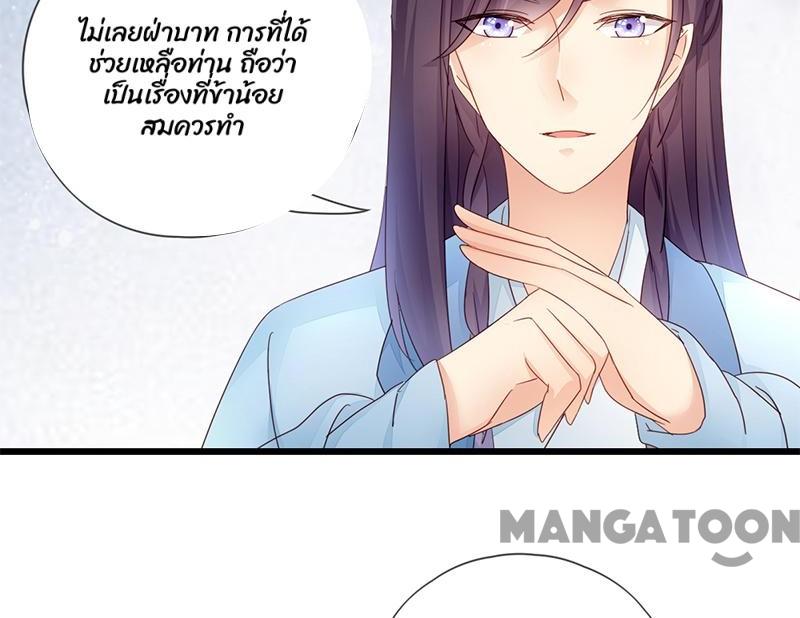 ไม่เลยฝ่าบาท การที่ได้
ช่วยเหลือท่าน ถือว่า
เป็นเรื่องที่ข้าน้อย
สมควรทำ
MANGATOON